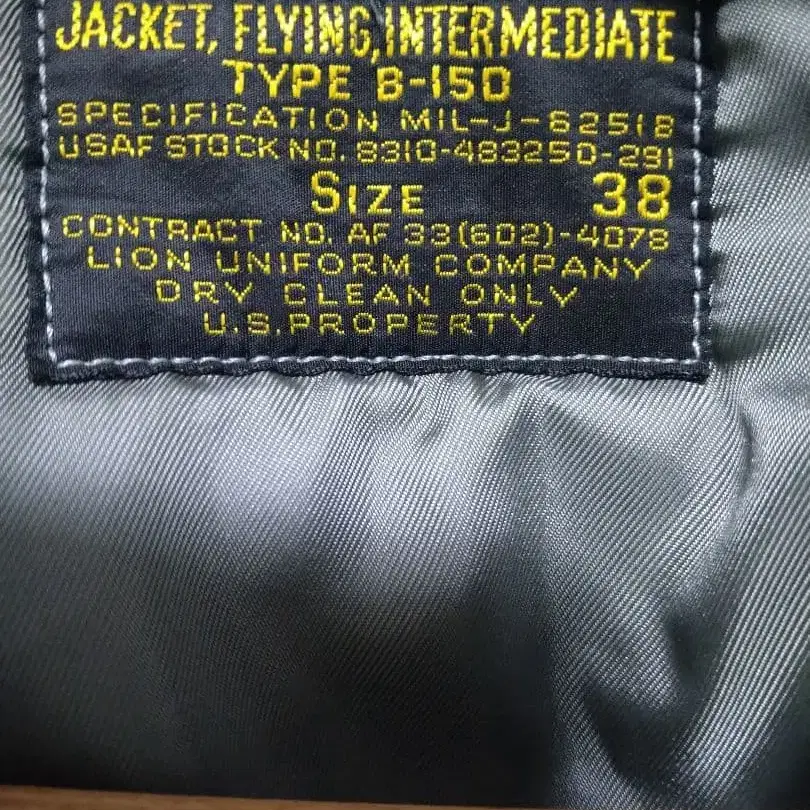 JACKET, FLYING, INTERMEDIATE
TYPE B-15D
SPECIFICATION MIL-J-6251B
USAF STOCK NO. 8310-483250-291
SIZE 38
CONTRACT NO. AF 33(602)-4078
LION UNIFORM COMPANY
DRY CLEAN ONLY
U.S.PROPERTY